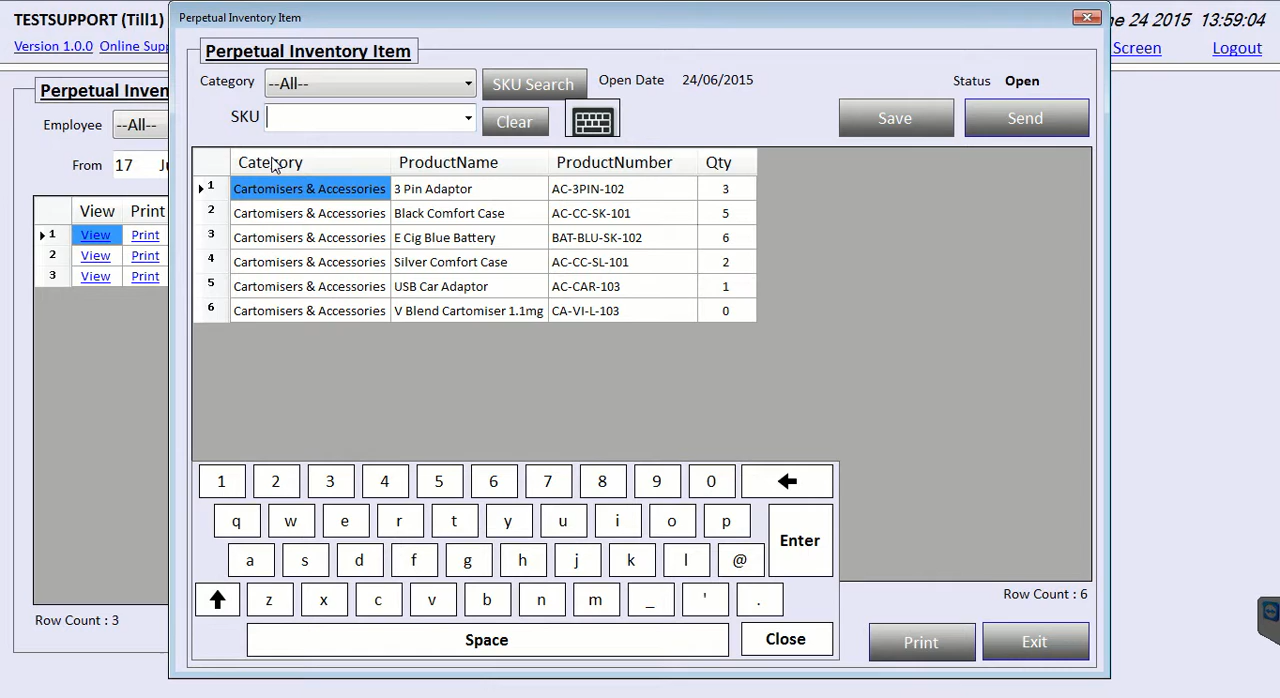 TESTSUPPORT (Till1)
Version 1.0.0 Online Supp
Perpetual Inven
Employee --All--
From 17 Ju
View Print
1 View Print
2 View Print
3 View Print
Row Count : 3
ne 24 2015 13:59:04
Screen Logout
Perpetual Inventory Item
Perpetual Inventory Item
Category --All-- SKU Search Open Date 24/06/2015 Status Open
SKU Clear Save Send
Category ProductName ProductNumber Qty
1 Cartomisers & Accessories 3 Pin Adaptor AC-3PIN-102 3
2 Cartomisers & Accessories Black Comfort Case AC-CC-SK-101 5
3 Cartomisers & Accessories E Cig Blue Battery BAT-BLU-SK-102 6
4 Cartomisers & Accessories Silver Comfort Case AC-CC-SL-101 2
5 Cartomisers & Accessories USB Car Adaptor AC-CAR-103 1
6 Cartomisers & Accessories V Blend Cartomiser 1.1mg CA-VI-L-103 0
1 2 3 4 5 6 7 8 9 0
q w e r t y u i o p
Enter
a s d f g h j k l @
z x c v b n m _ ' .
Space Close
Row Count : 6
Print Exit